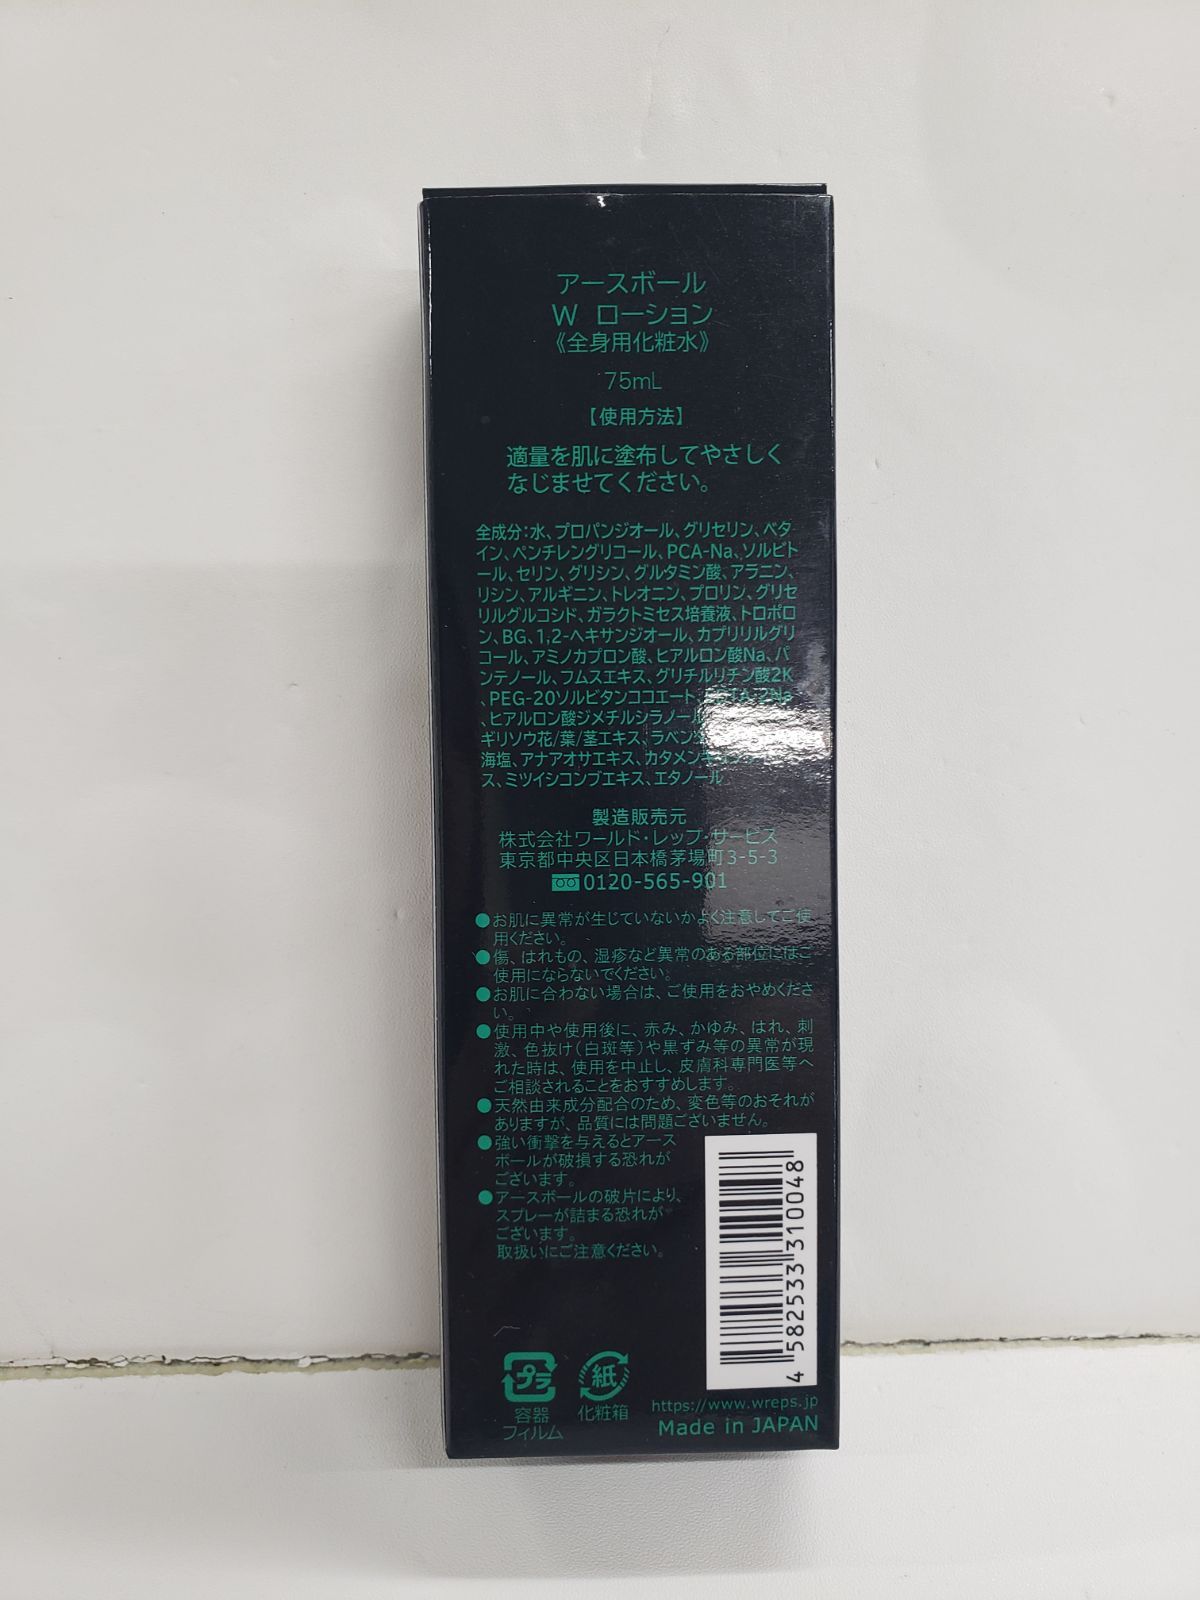 アースボール
W ローション
《全身用化粧水》
75mL
【使用方法】
適量を肌に塗布してやさしく
なじませてください。
全成分：水、プロパンジオール、グリセリン、ベタ
イン、ペンチレングリコール、PCA-Na、ソルビト
ール、セリン、グリシン、グルタミン酸、アラニン、
リシン、アルギニン、トレオニン、プロリン、グリセ
リルグルコシド、ガラクトミセス培養液、トロポロ
ン、BG、1,2-ヘキサンジオール、カプリリルグリ
コール、アミノカプロン酸、ヒアルロン酸Na、パ
ンテノール、フムスエキス、グリチルリチン酸2K
、PEG-20ソルビタンココエート、EDTA-2Na
、ヒアルロン酸ジメチルシラノール
ギリソウ花/葉/茎エキス、ラベン
海塩、アナアオサエキス、カタメンキリンサイエキ
ス、ミツイシコンブエキス、エタノール
製造販売元
株式会社ワールド・レップ・サービス
東京都中央区日本橋茅場町3-5-3
0120-565-901
●お肌に異常が生じていないかよく注意してご使
用ください。
●傷、はれもの、湿疹など異常のある部位にはご
使用にならないでください。
●お肌に合わない場合は、ご使用をおやめくださ
い。
●使用中や使用後に、赤み、かゆみ、はれ、刺
激、色抜け（白斑等）や黒ずみ等の異常が現
れた時は、使用を中止し、皮膚科専門医等へ
ご相談されることをおすすめします。
●天然由来成分配合のため、変色等のおそれが
ありますが、品質には問題ございません。
●強い衝撃を与えるとアース
ボールが破損する恐れが
ございます。
●アースボールの破片により、
スプレーが詰まる恐れが
ございます。
取扱いにご注意ください。
4 582533 310048
プラ
容器
フィルム
紙
化粧箱
https://www.wreps.jp
Made in JAPAN